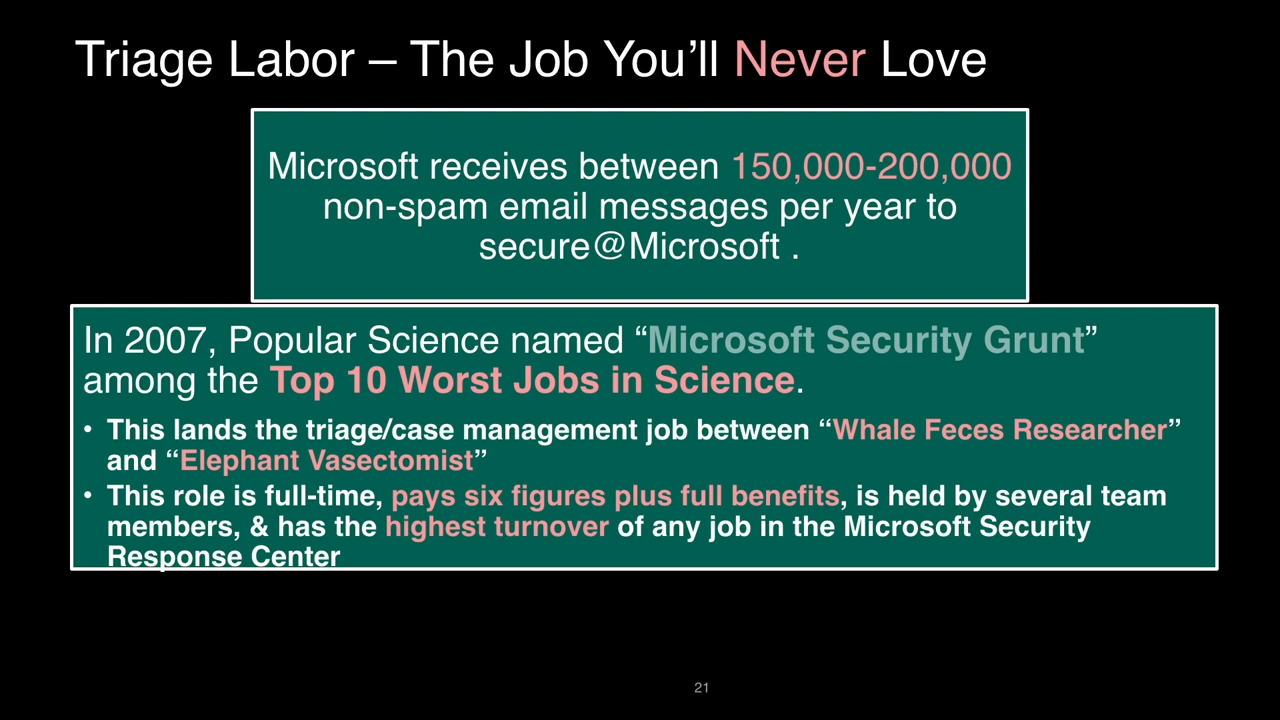 Triage Labor – The Job You’ll Never Love
Microsoft receives between 150,000-200,000
non-spam email messages per year to
secure@Microsoft .
In 2007, Popular Science named “Microsoft Security Grunt”
among the Top 10 Worst Jobs in Science.
• This lands the triage/case management job between “Whale Feces Researcher”
and “Elephant Vasectomist”
• This role is full-time, pays six figures plus full benefits, is held by several team
members, & has the highest turnover of any job in the Microsoft Security
Response Center
21